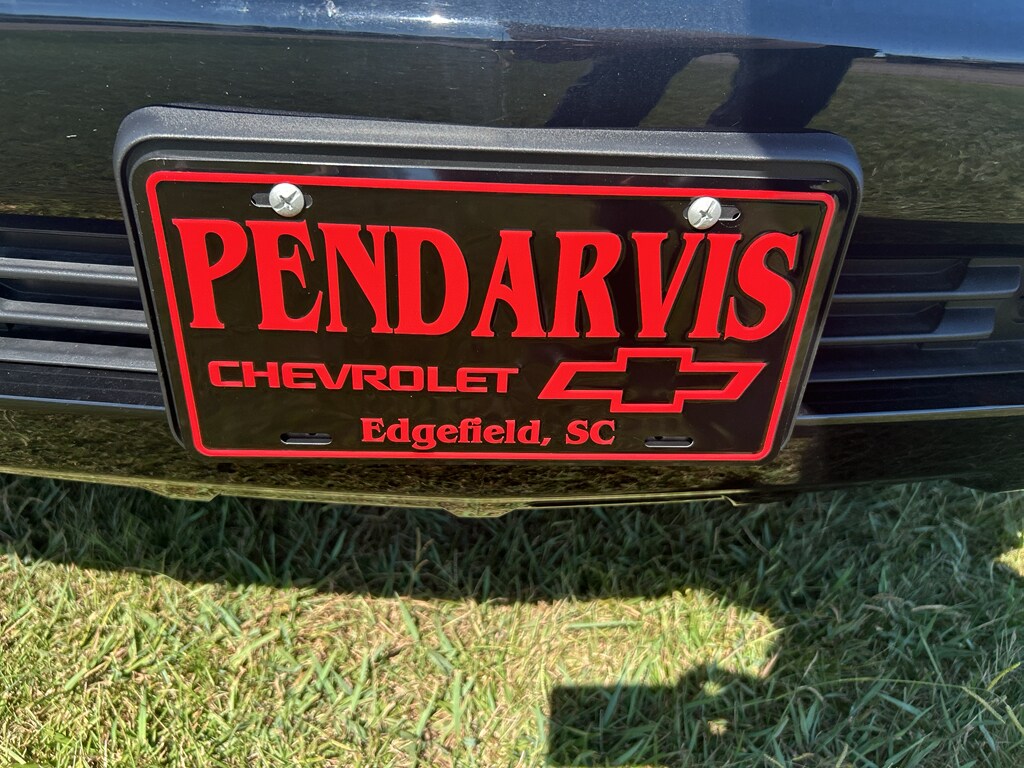 PENDARVIS
CHEVROLET
Edgefield, SC